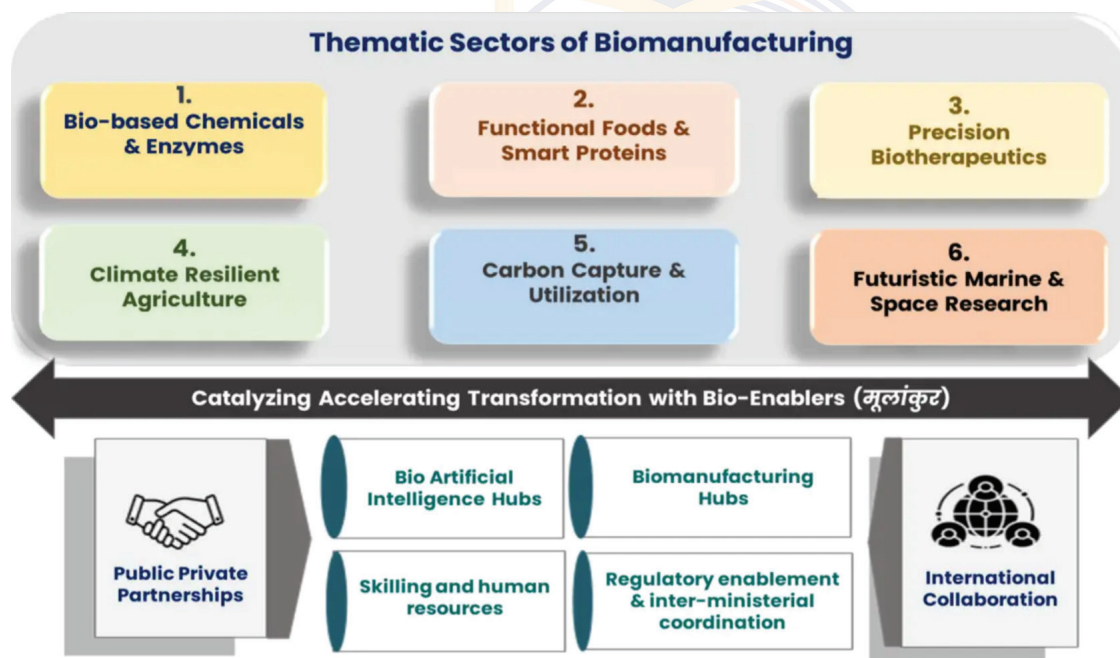 Thematic Sectors of Biomanufacturing
1.
Bio-based Chemicals
& Enzymes
2.
Functional Foods &
Smart Proteins
3.
Precision
Biotherapeutics
4.
Climate Resilient
Agriculture
5.
Carbon Capture &
Utilization
6.
Futuristic Marine &
Space Research
Catalyzing Accelerating Transformation with Bio-Enablers (मूलांकुर)
Public Private
Partnerships
Bio Artificial
Intelligence Hubs
Biomanufacturing
Hubs
Skilling and human
resources
Regulatory enablement
& inter-ministerial
coordination
International
Collaboration